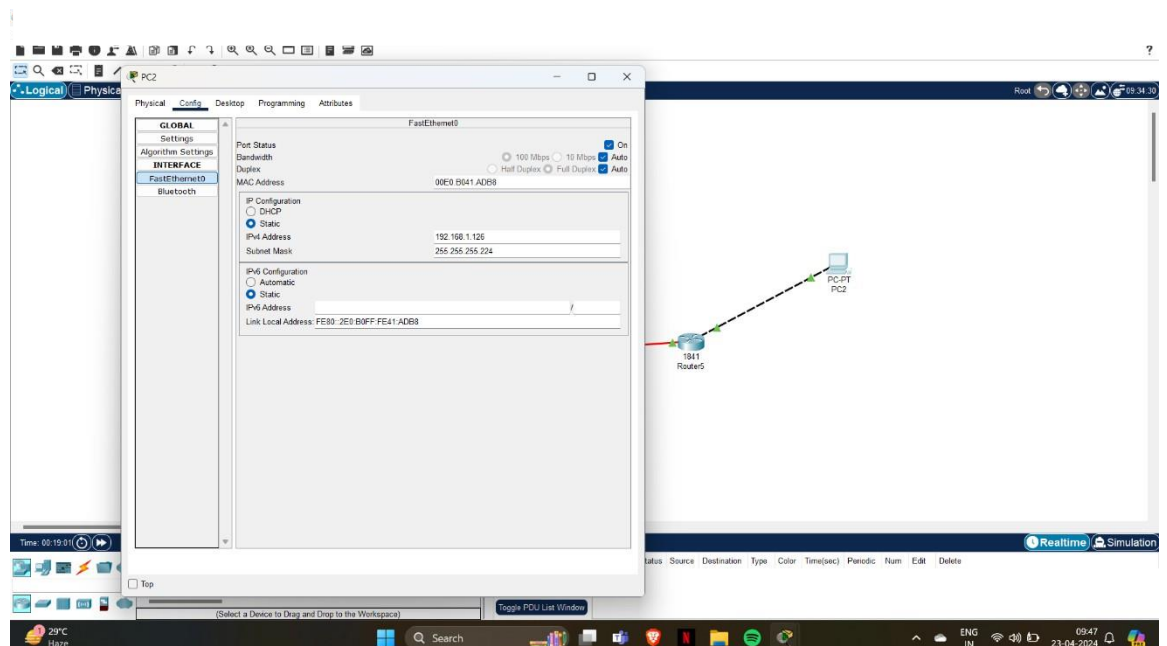 ?
Logical
Physica
Root
09:34:30
PC2
Physical Config Desktop Programming Attributes
GLOBAL
Settings
Algorithm Settings
INTERFACE
FastEthernet0
Bluetooth
FastEthernet0
Port Status
On
Bandwidth
100 Mbps 10 Mbps Auto
Duplex
Half Duplex Full Duplex Auto
MAC Address
00E0.B041.ADB8
IP Configuration
DHCP
Static
IPv4 Address
192.168.1.126
Subnet Mask
255.255.255.224
IPv6 Configuration
Automatic
Static
IPv6 Address
/
Link Local Address: FE80::2E0:B0FF:FE41:ADB8
Top
PC-PT
PC2
1841
Router5
Time: 00:19:01
Realtime
Simulation
tatus Source Destination Type Color Time(sec) Periodic Num Edit Delete
(Select a Device to Drag and Drop to the Workspace)
Toggle PDU List Window
1
29°C
Haze
Search
ENG
IN
09:47
23-04-2024